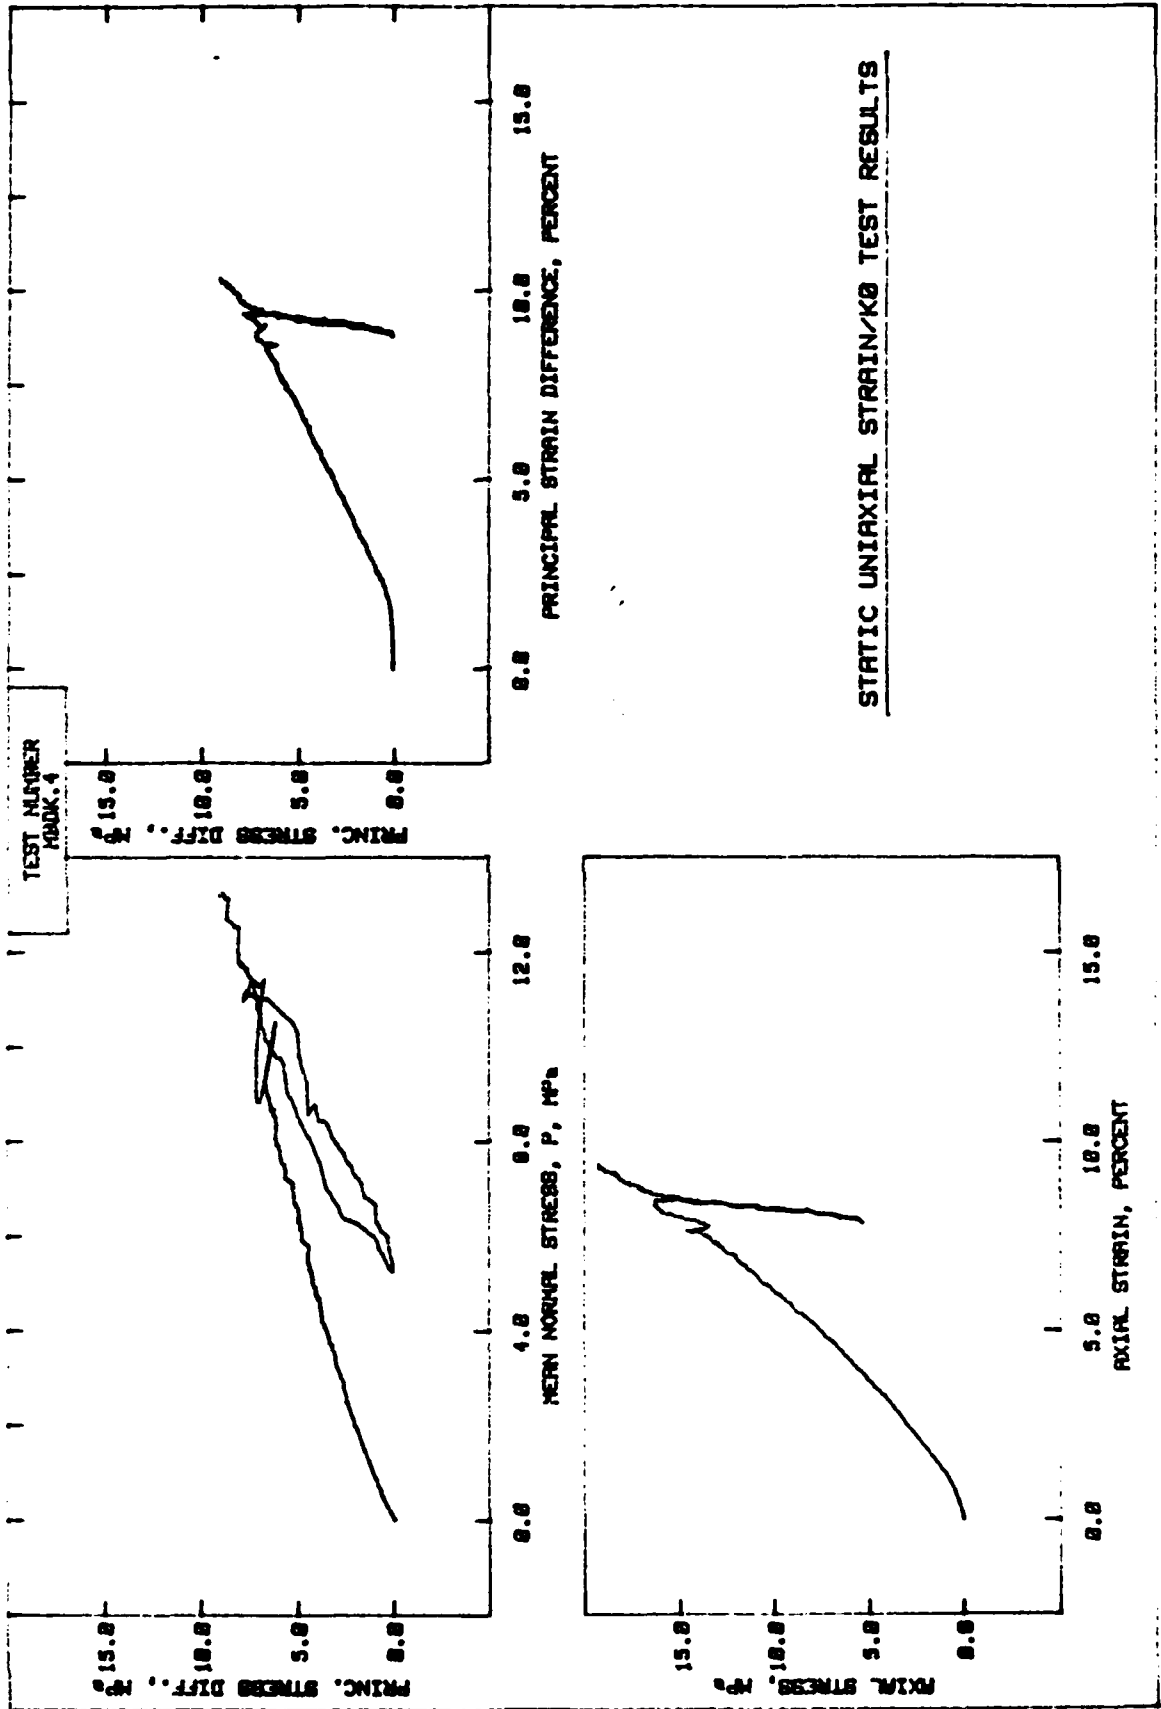 TEST NUMBER
PRINC. STRESS DIFF., MPa
15.0
10.0
5.0
0.0
0.0 4.0 8.0 12.0
MEAN NORMAL STRESS, P, MPa
PRINC. STRESS DIFF., MPa
15.0
10.0
5.0
0.0
0.0 5.0 10.0 15.0
PRINCIPAL STRAIN DIFFERENCE, PERCENT
AXIAL STRESS, MPa
15.0
10.0
5.0
0.0
0.0 5.0 10.0 15.0
AXIAL STRAIN, PERCENT
STATIC UNIAXIAL STRAIN/K0 TEST RESULTS